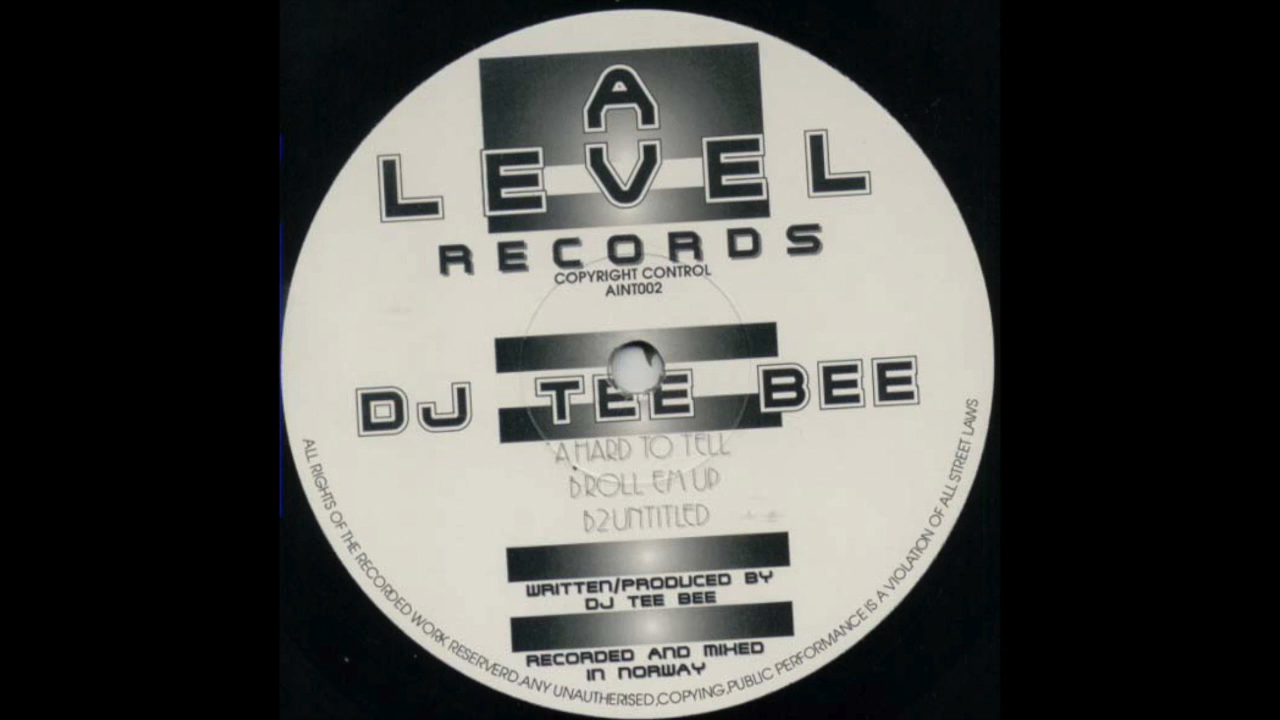 A
LEVEL
RECORDS
COPYRIGHT CONTROL
AINT002
DJ TEE BEE
A HARD TO TELL
B ROLL EM UP
B2 UNTITLED
WRITTEN/PRODUCED BY
DJ TEE BEE
RECORDED AND MIXED
IN NORWAY
ALL RIGHTS OF THE RECORDED WORK RESERVERD,ANY UNAUTHERISED,COPYING,PUBLIC PERFORMANCE IS A VIOLATION OF ALL STREET LAWS